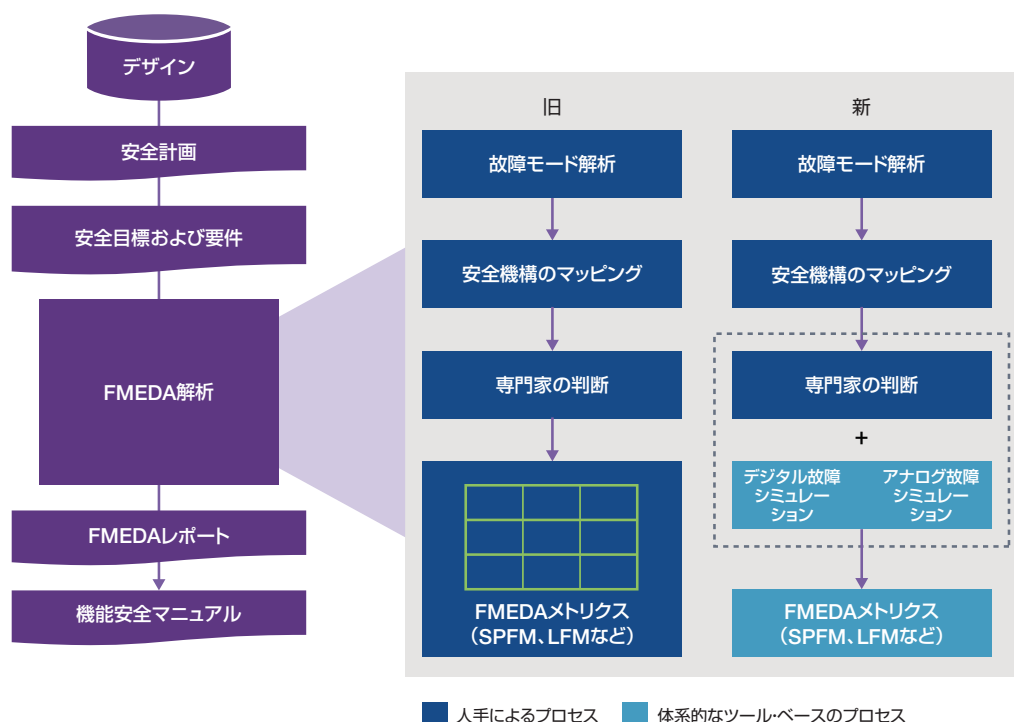 デザイン
安全計画
安全目標および要件
FMEDA解析
FMEDAレポート
機能安全マニュアル
旧
故障モード解析
安全機構のマッピング
専門家の判断
FMEDAメトリクス
（SPFM、LFMなど）
新
故障モード解析
安全機構のマッピング
専門家の判断
+
デジタル故障
シミュレー
ション
アナログ故障
シミュレー
ション
FMEDAメトリクス
（SPFM、LFMなど）
人手によるプロセス
体系的なツール・ベースのプロセス